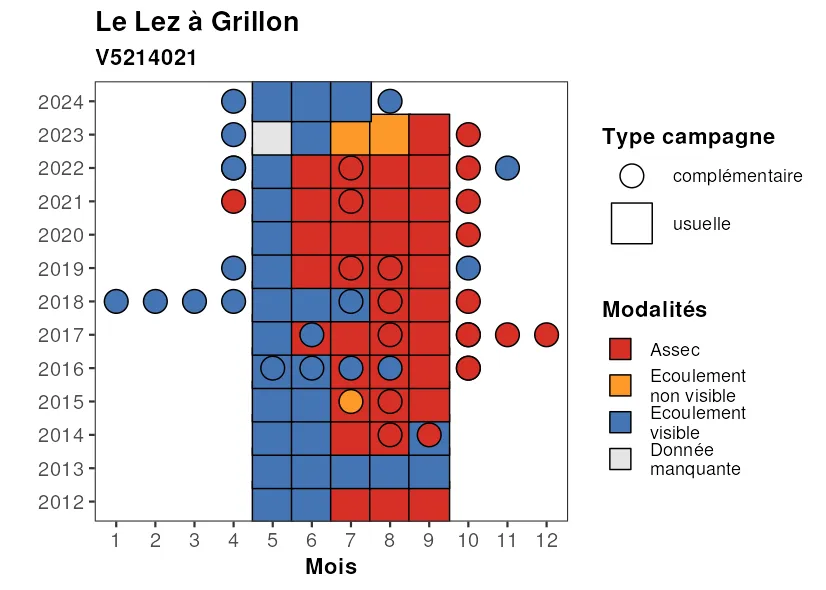 Le Lez à Grillon
V5214021
2024
2023
2022
2021
2020
2019
2018
2017
2016
2015
2014
2013
2012
1 2 3 4 5 6 7 8 9 10 11 12
Mois
Type campagne
complémentaire
usuelle
Modalités
Assec
Ecoulement
non visible
Ecoulement
visible
Donnée
manquante